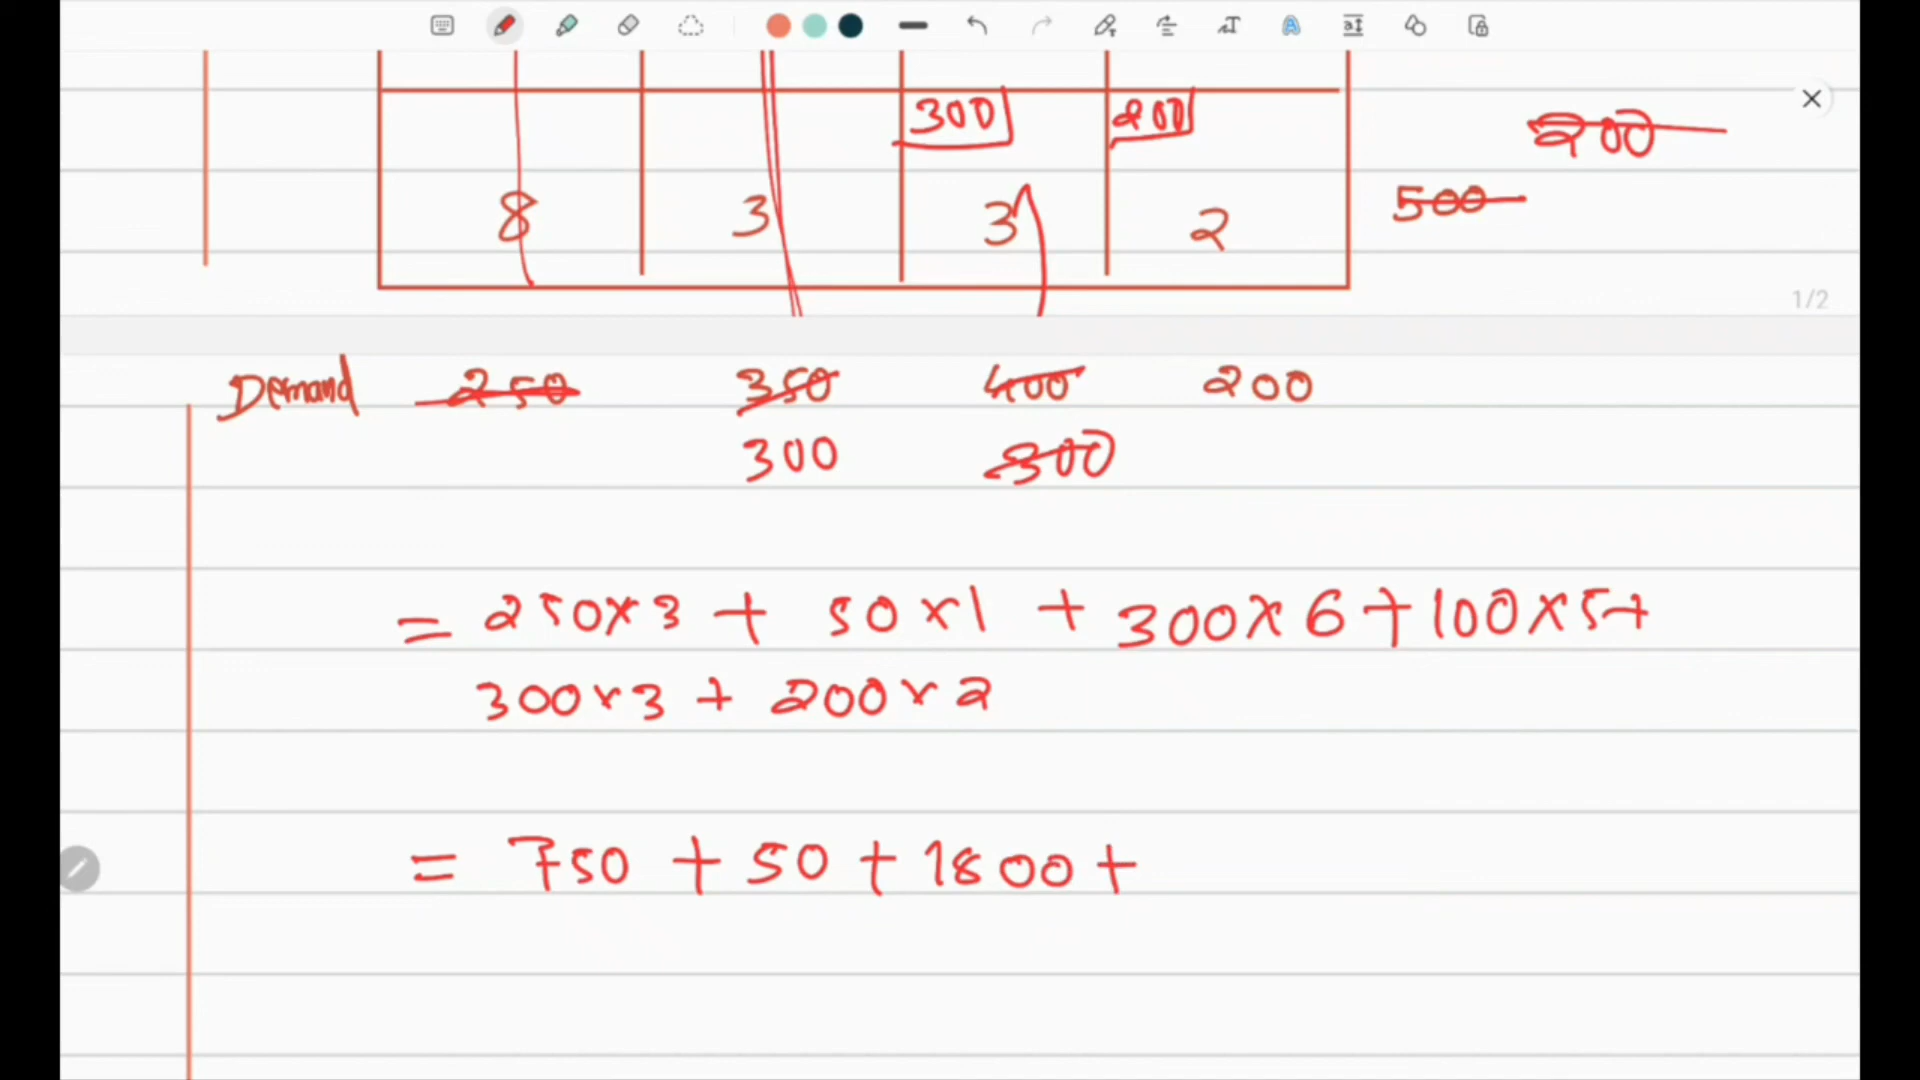 300 200 200
8 3 3 2 500
1/2
Demand 250 350 400 200
300 300
= 250×3 + 50×1 + 300×6+100×5+
300×3 + 200×2
= 750 + 50 + 1800 +